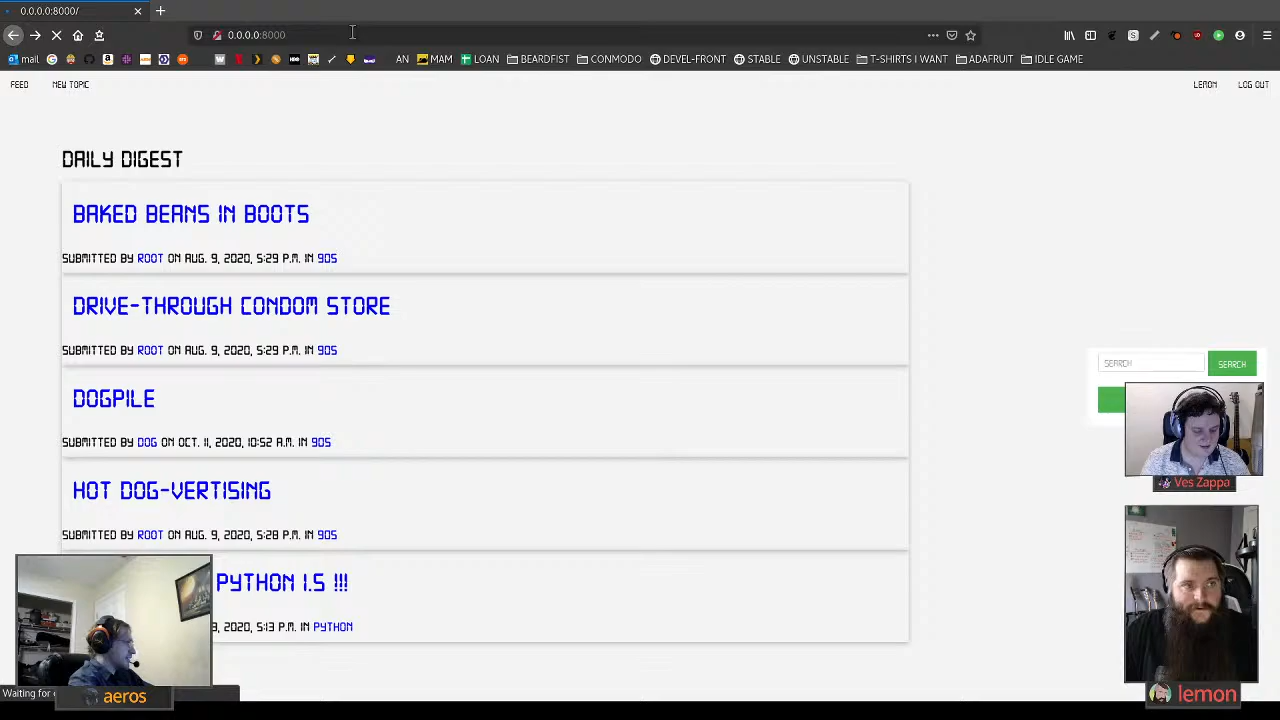 0.0.0.0:8000/
0.0.0.0:8000
mail
AN
MAM
LOAN
BEARDFIST
CONMODO
DEVEL-FRONT
STABLE
UNSTABLE
T-SHIRTS I WANT
ADAFRUIT
IDLE GAME
FEED
NEW TOPIC
LEMON
LOG OUT
DAILY DIGEST
BAKED BEANS IN BOOTS
SUBMITTED BY ROOT ON AUG. 9, 2020, 5:29 P.M. IN 90S
DRIVE-THROUGH CONDOM STORE
SUBMITTED BY ROOT ON AUG. 9, 2020, 5:29 P.M. IN 90S
SEARCH
SEARCH
DOGPILE
SUBMITTED BY DOG ON OCT. 11, 2020, 10:52 A.M. IN 90S
Ves Zappa
HOT DOG-VERTISING
SUBMITTED BY ROOT ON AUG. 9, 2020, 5:28 P.M. IN 90S
PYTHON 1.5 !!!
, 2020, 5:13 P.M. IN PYTHON
Waiting for
aeros
lemon